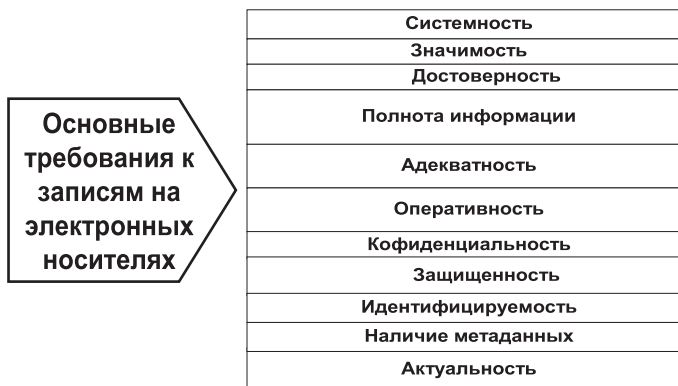 Основные
требования к
записям на
электронных
носителях
Системность
Значимость
Достоверность
Полнота информации
Адекватность
Оперативность
Кофиденциальность
Защищенность
Идентифицируемость
Наличие метаданных
Актуальность